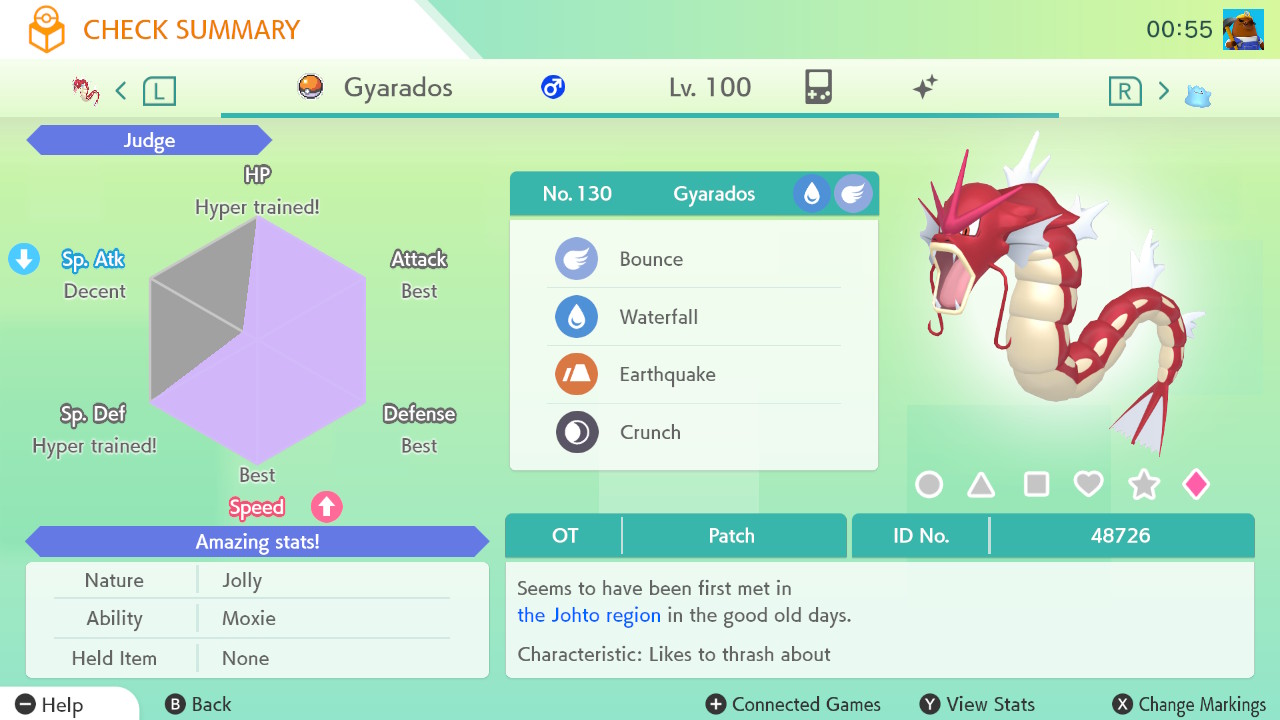 CHECK SUMMARY
00:55
L
Gyarados
Lv. 100
R
Judge
HP
Hyper trained!
Sp. Atk
Decent
Attack
Best
Sp. Def
Hyper trained!
Defense
Best
Best
Speed
Amazing stats!
Nature Jolly
Ability Moxie
Held Item None
No. 130 Gyarados
Bounce
Waterfall
Earthquake
Crunch
OT Patch ID No. 48726
Seems to have been first met in
the Johto region in the good old days.
Characteristic: Likes to thrash about
Help
B Back
Connected Games
Y View Stats
X Change Markings